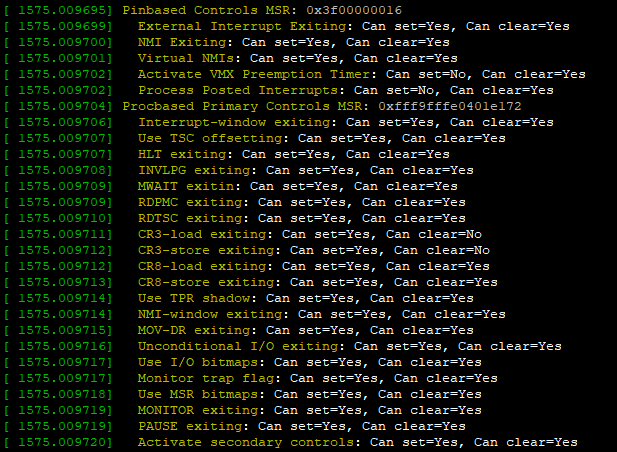 [ 1575.009695] Pinbased Controls MSR: 0x3f00000016
[ 1575.009699]   External Interrupt Exiting: Can set=Yes, Can clear=Yes
[ 1575.009700]   NMI Exiting: Can set=Yes, Can clear=Yes
[ 1575.009701]   Virtual NMIs: Can set=Yes, Can clear=Yes
[ 1575.009702]   Activate VMX Preemption Timer: Can set=No, Can clear=Yes
[ 1575.009702]   Process Posted Interrupts: Can set=No, Can clear=Yes
[ 1575.009704] Procbased Primary Controls MSR: 0xfff9fffe0401e172
[ 1575.009706]   Interrupt-window exiting: Can set=Yes, Can clear=Yes
[ 1575.009706]   Use TSC offsetting: Can set=Yes, Can clear=Yes
[ 1575.009707]   HLT exiting: Can set=Yes, Can clear=Yes
[ 1575.009708]   INVLPG exiting: Can set=Yes, Can clear=Yes
[ 1575.009709]   MWAIT exitin: Can set=Yes, Can clear=Yes
[ 1575.009709]   RDPMC exiting: Can set=Yes, Can clear=Yes
[ 1575.009710]   RDTSC exiting: Can set=Yes, Can clear=Yes
[ 1575.009711]   CR3-load exiting: Can set=Yes, Can clear=No
[ 1575.009712]   CR3-store exiting: Can set=Yes, Can clear=No
[ 1575.009712]   CR8-load exiting: Can set=Yes, Can clear=Yes
[ 1575.009713]   CR8-store exiting: Can set=Yes, Can clear=Yes
[ 1575.009714]   Use TPR shadow: Can set=Yes, Can clear=Yes
[ 1575.009714]   NMI-window exiting: Can set=Yes, Can clear=Yes
[ 1575.009715]   MOV-DR exiting: Can set=Yes, Can clear=Yes
[ 1575.009716]   Unconditional I/O exiting: Can set=Yes, Can clear=Yes
[ 1575.009717]   Use I/O bitmaps: Can set=Yes, Can clear=Yes
[ 1575.009717]   Monitor trap flag: Can set=Yes, Can clear=Yes
[ 1575.009718]   Use MSR bitmaps: Can set=Yes, Can clear=Yes
[ 1575.009719]   MONITOR exiting: Can set=Yes, Can clear=Yes
[ 1575.009719]   PAUSE exiting: Can set=Yes, Can clear=Yes
[ 1575.009720]   Activate secondary controls: Can set=Yes, Can clear=Yes